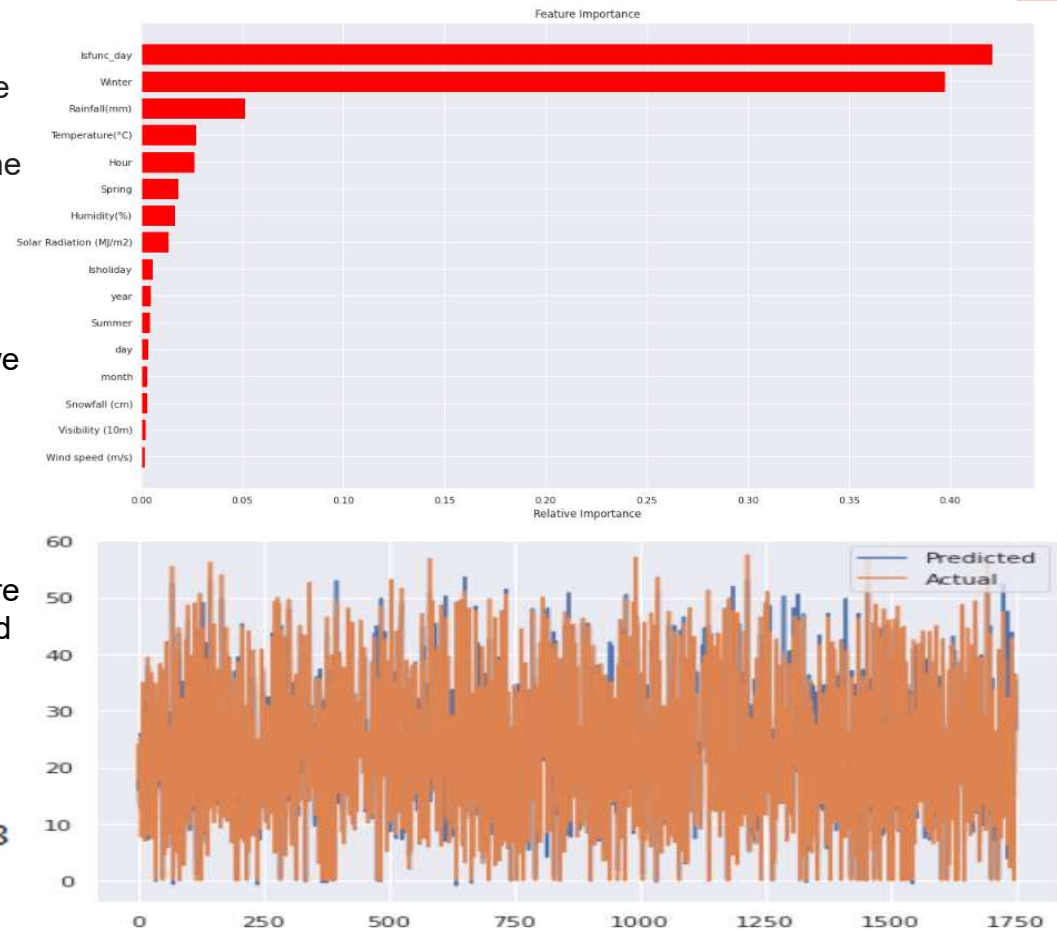 Feature Importance
Isfunc_day
Winter
Rainfall(mm)
Temperature(°C)
Hour
Spring
Humidity(%)
Solar Radiation (MJ/m2)
Isholiday
year
Summer
day
month
Snowfall (cm)
Visibility (10m)
Wind speed (m/s)
0.00 0.05 0.10 0.15 0.20 0.25 0.30 0.35 0.40
Relative Importance
60
50
40
30
20
10
0
Predicted
Actual
0 250 500 750 1000 1250 1500 1750